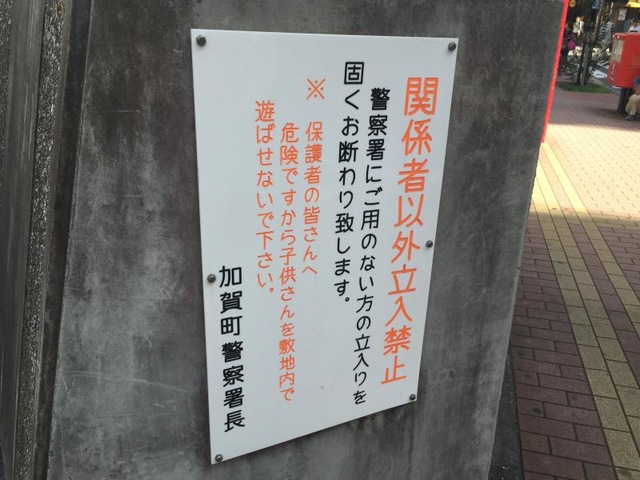 関係者以外立入禁止
警察署にご用のない方の立入りを
固くお断わり致します。
※ 保護者の皆さんへ
危険ですから子供さんを敷地内で
遊ばせないで下さい。
加賀町警察署長